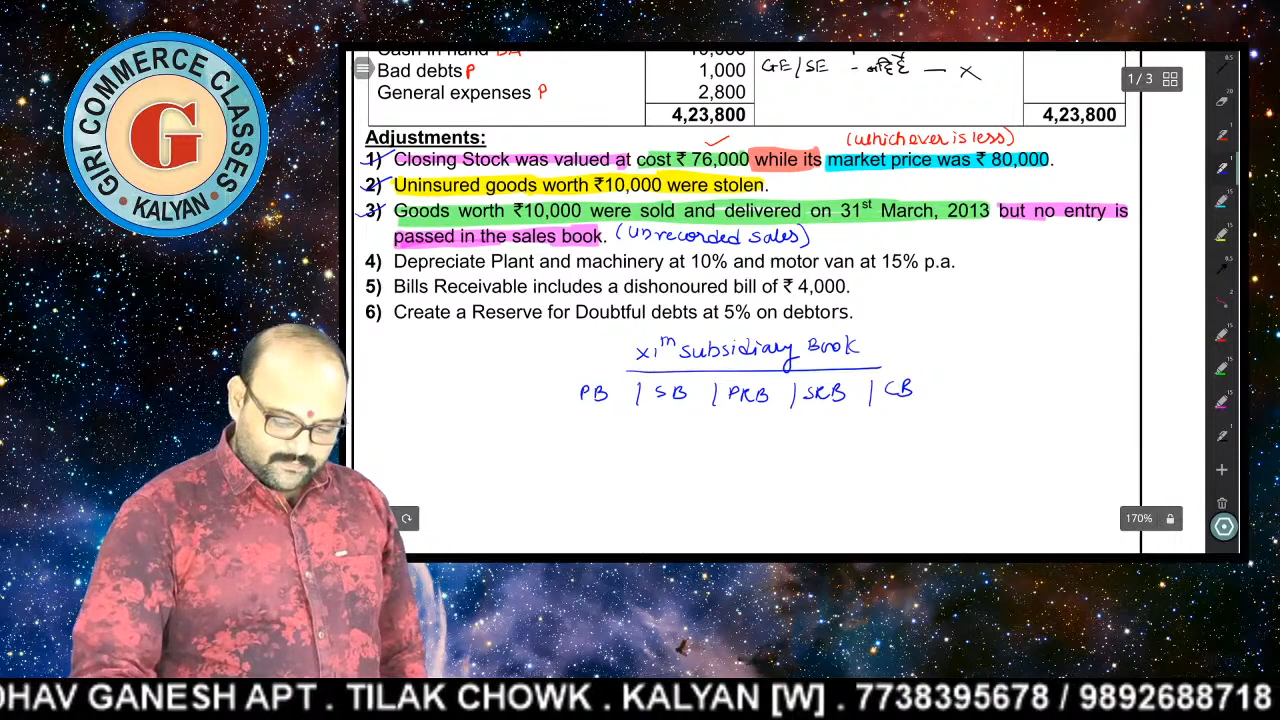 GIRI COMMERCE CLASSES
G
• KALYAN •
Bad debts P 1,000
General expenses P 2,800
4,23,800 4,23,800
GE/SE - - x
1/3
Adjustments:
(whichever is less)
1) Closing Stock was valued at cost ₹ 76,000 while its market price was ₹ 80,000.
2) Uninsured goods worth ₹10,000 were stolen.
3) Goods worth ₹10,000 were sold and delivered on 31st March, 2013 but no entry is
passed in the sales book. (unrecorded sales)
4) Depreciate Plant and machinery at 10% and motor van at 15% p.a.
5) Bills Receivable includes a dishonoured bill of ₹ 4,000.
6) Create a Reserve for Doubtful debts at 5% on debtors.
XIth Subsidiary Book
PB | SB | PRB | SRB | CB
170%
DHAV GANESH APT . TILAK CHOWK . KALYAN [W] . 7738395678 / 9892688718